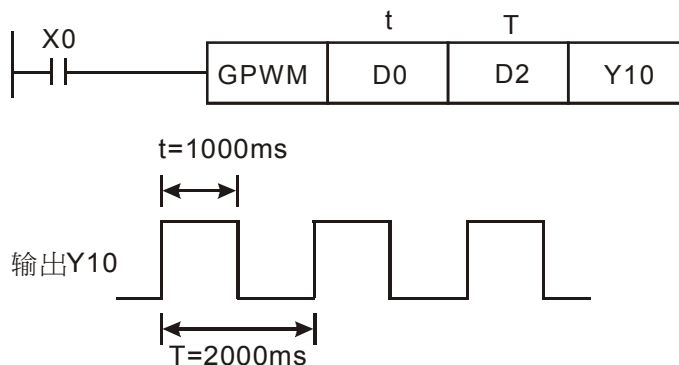 t T
X0
GPWM D0 D2 Y10
t=1000ms
输出Y10
T=2000ms